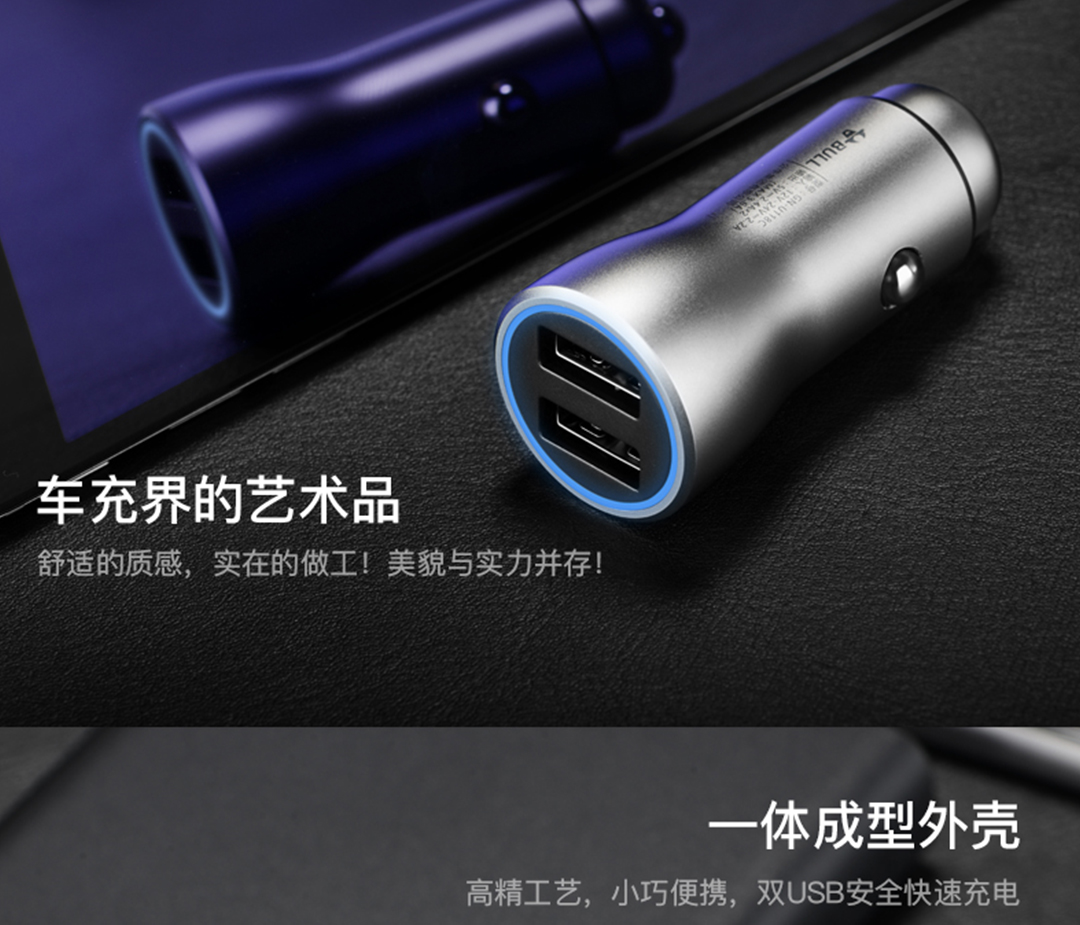 BULL
车充界的艺术品
舒适的质感，实在的做工！美貌与实力并存！
一体成型外壳
高精工艺，小巧便携，双USB安全快速充电